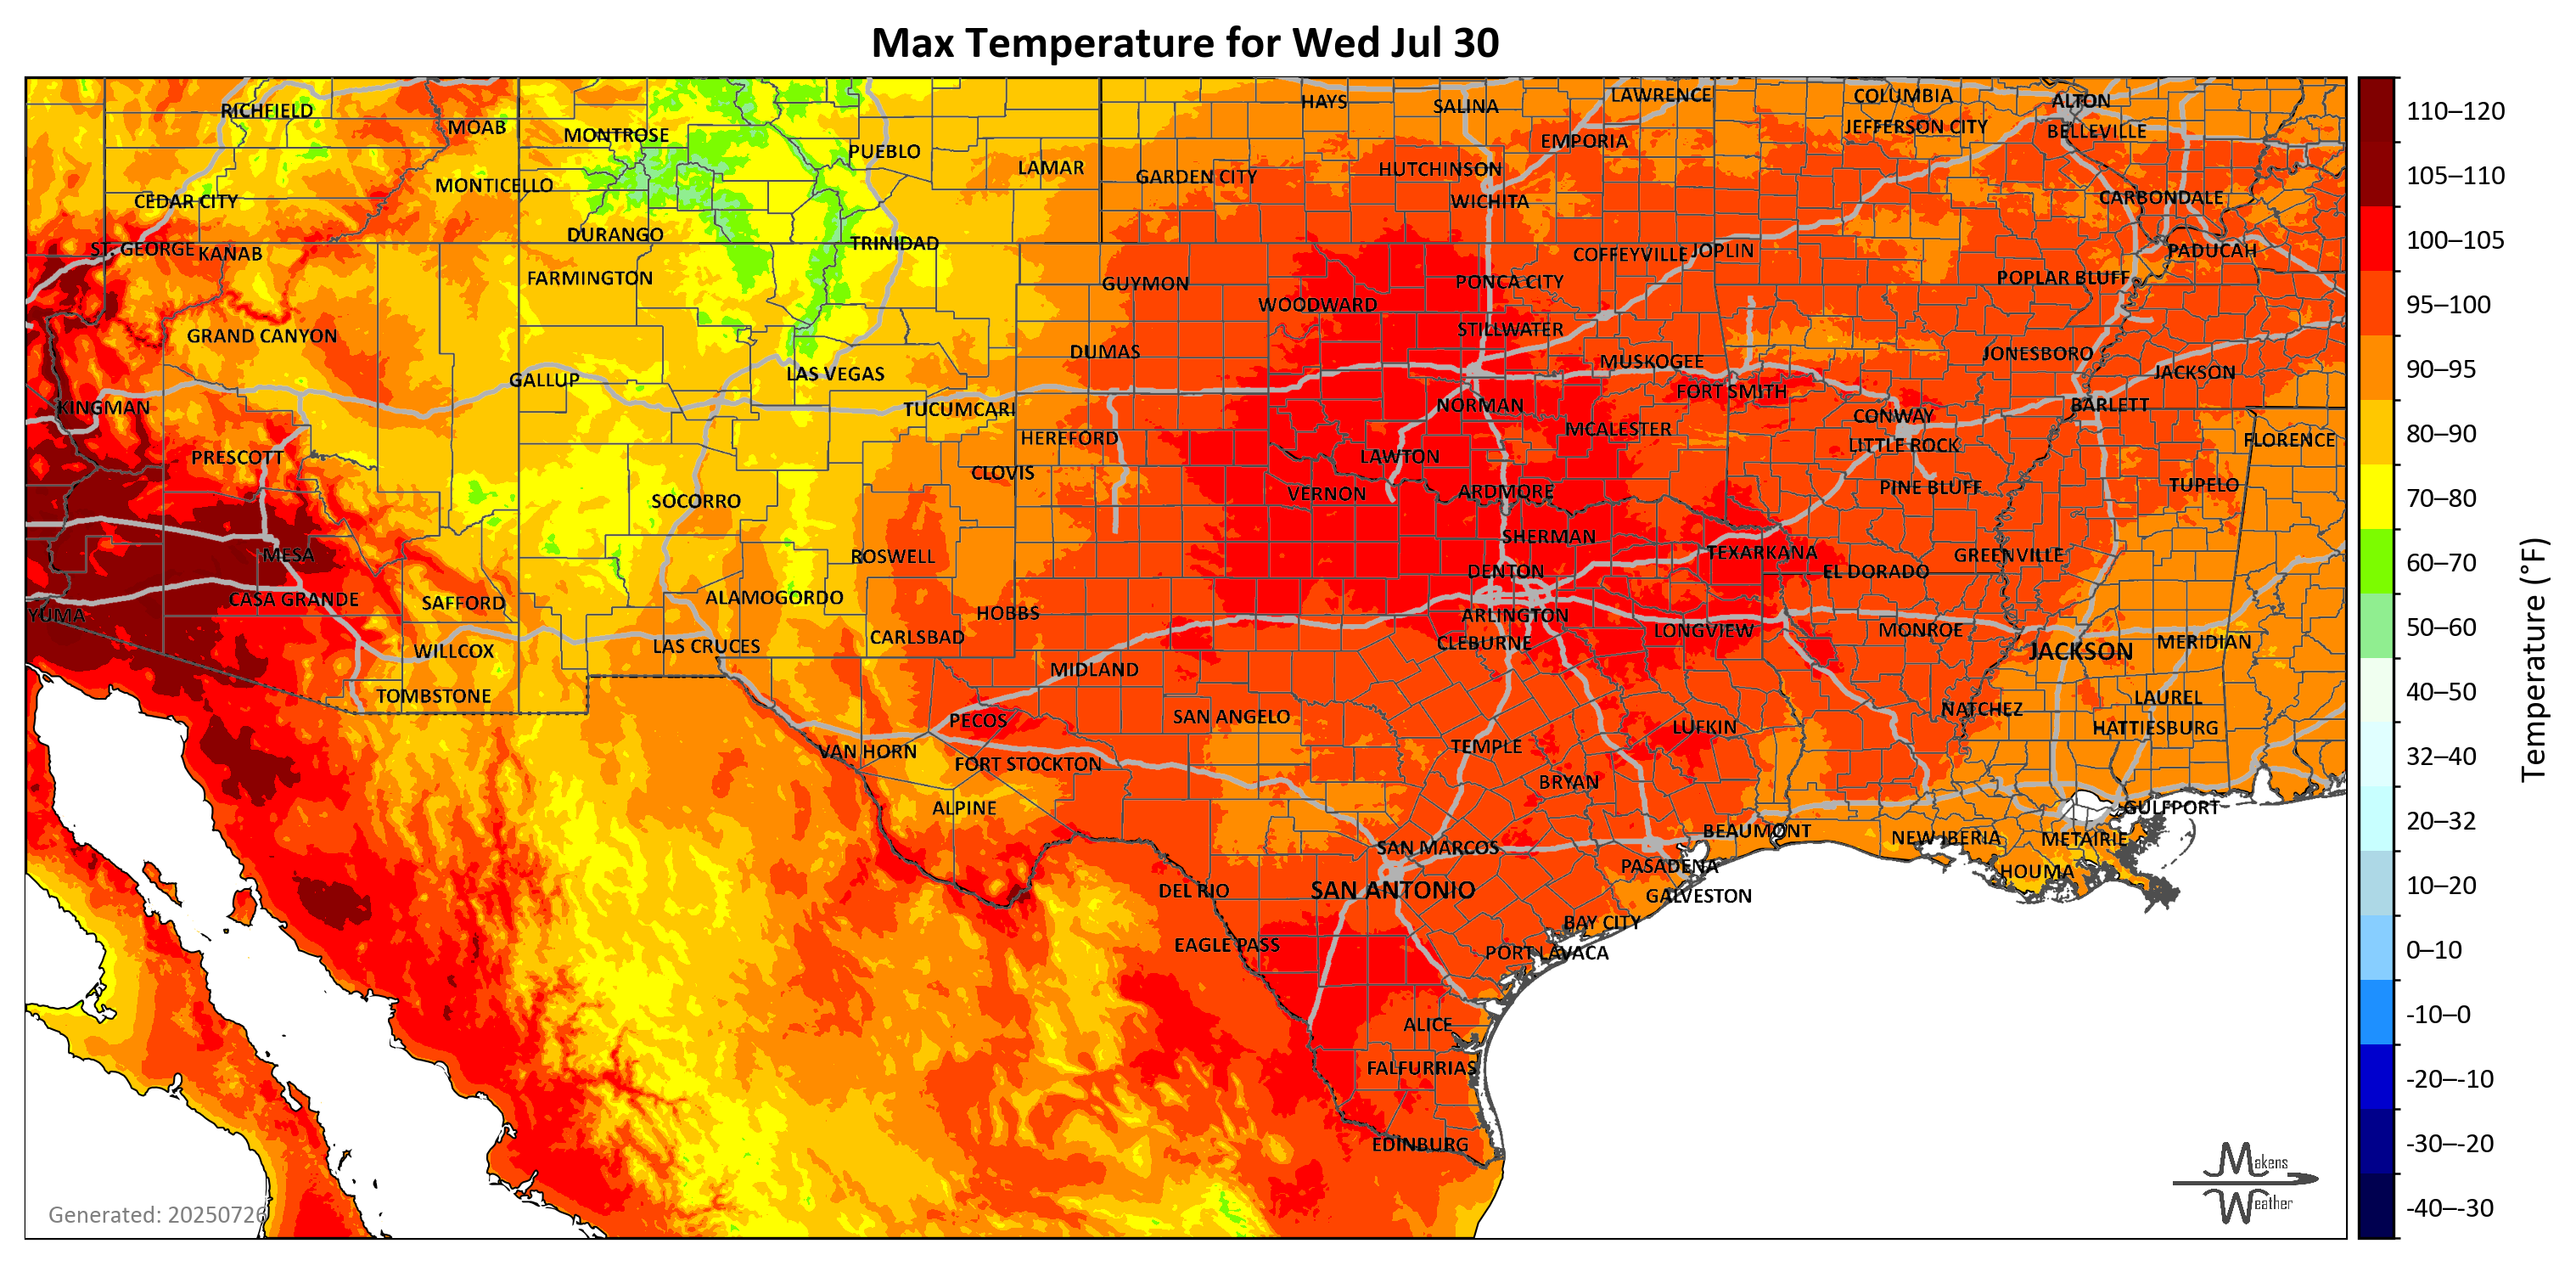 Max Temperature for Wed Jul 30
RICHFIELD
MOAB
MONTROSE
PUEBLO
LAMAR
HAYS
SALINA
LAWRENCE
COLUMBIA
ALTON
JEFFERSON CITY
BELLEVILLE
EMPORIA
HUTCHINSON
GARDEN CITY
MONTICELLO
CEDAR CITY
WICHITA
CARBONDALE
DURANGO
TRINIDAD
ST. GEORGE
KANAB
COFFEYVILLE
JOPLIN
PADUCAH
FARMINGTON
GUYMON
PONCA CITY
POPLAR BLUFF
WOODWARD
GRAND CANYON
STILLWATER
DUMAS
MUSKOGEE
JONESBORO
GALLUP
LAS VEGAS
FORT SMITH
JACKSON
KINGMAN
TUCUMCARI
NORMAN
CONWAY
BARLETT
HEREFORD
MCALESTER
LITTLE ROCK
FLORENCE
PRESCOTT
CLOVIS
LAWTON
SOCORRO
VERNON
ARDMORE
PINE BLUFF
TUPELO
MESA
ROSWELL
SHERMAN
TEXARKANA
GREENVILLE
DENTON
EL DORADO
CASA GRANDE
SAFFORD
ALAMOGORDO
YUMA
HOBBS
ARLINGTON
LAS CRUCES
CARLSBAD
CLEBURNE
LONGVIEW
MONROE
WILLCOX
JACKSON
MERIDIAN
MIDLAND
TOMBSTONE
PECOS
SAN ANGELO
NATCHEZ
LAUREL
LUFKIN
HATTIESBURG
VAN HORN
TEMPLE
FORT STOCKTON
BRYAN
ALPINE
GULFPORT
BEAUMONT
NEW IBERIA
METAIRIE
SAN MARCOS
PASADENA
HOUMA
DEL RIO
SAN ANTONIO
GALVESTON
BAY CITY
EAGLE PASS
PORT LAVACA
ALICE
FALFURRIAS
EDINBURG
Generated: 20250726
Makens
Weather
110–120
105–110
100–105
95–100
90–95
80–90
70–80
60–70
50–60
40–50
32–40
20–32
10–20
0–10
-10–0
-20–-10
-30–-20
-40–-30
Temperature (°F)